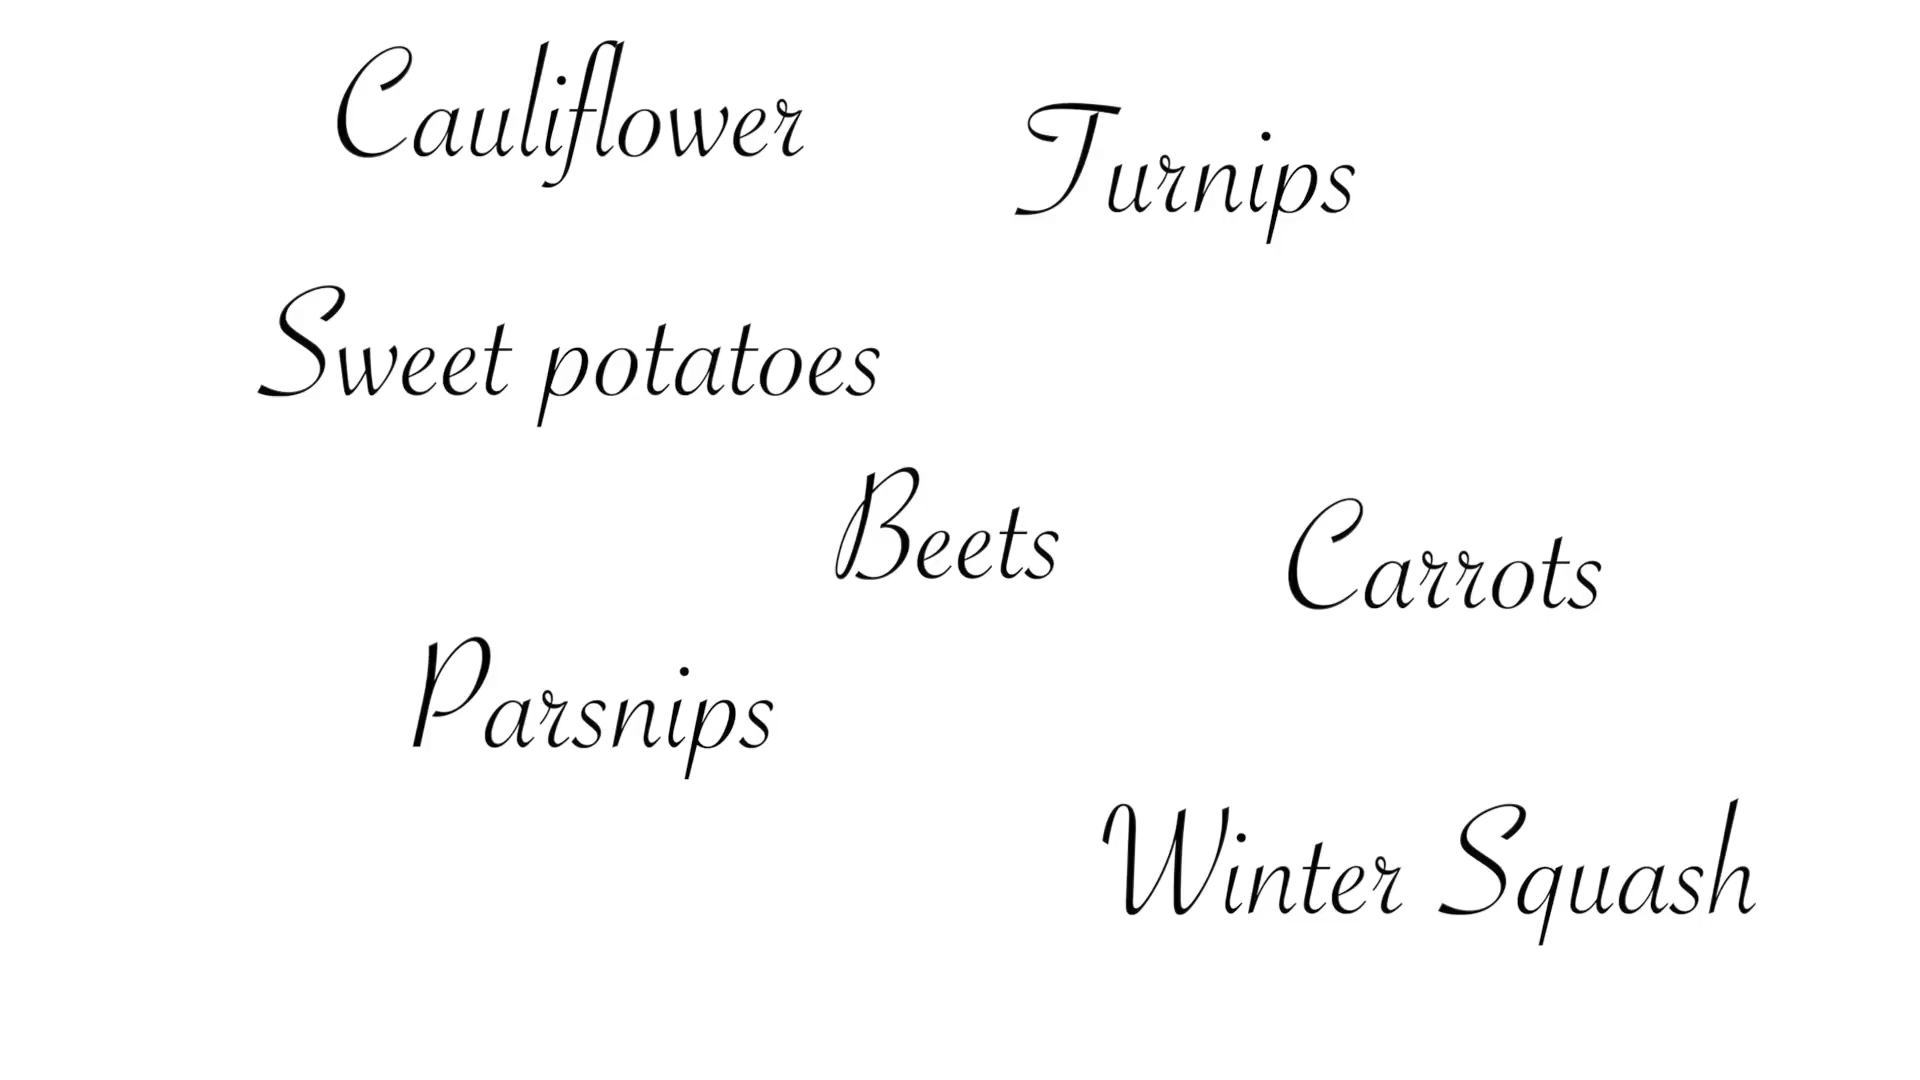 Cauliflower
Turnips
Sweet potatoes
Beets
Carrots
Parsnips
Winter Squash